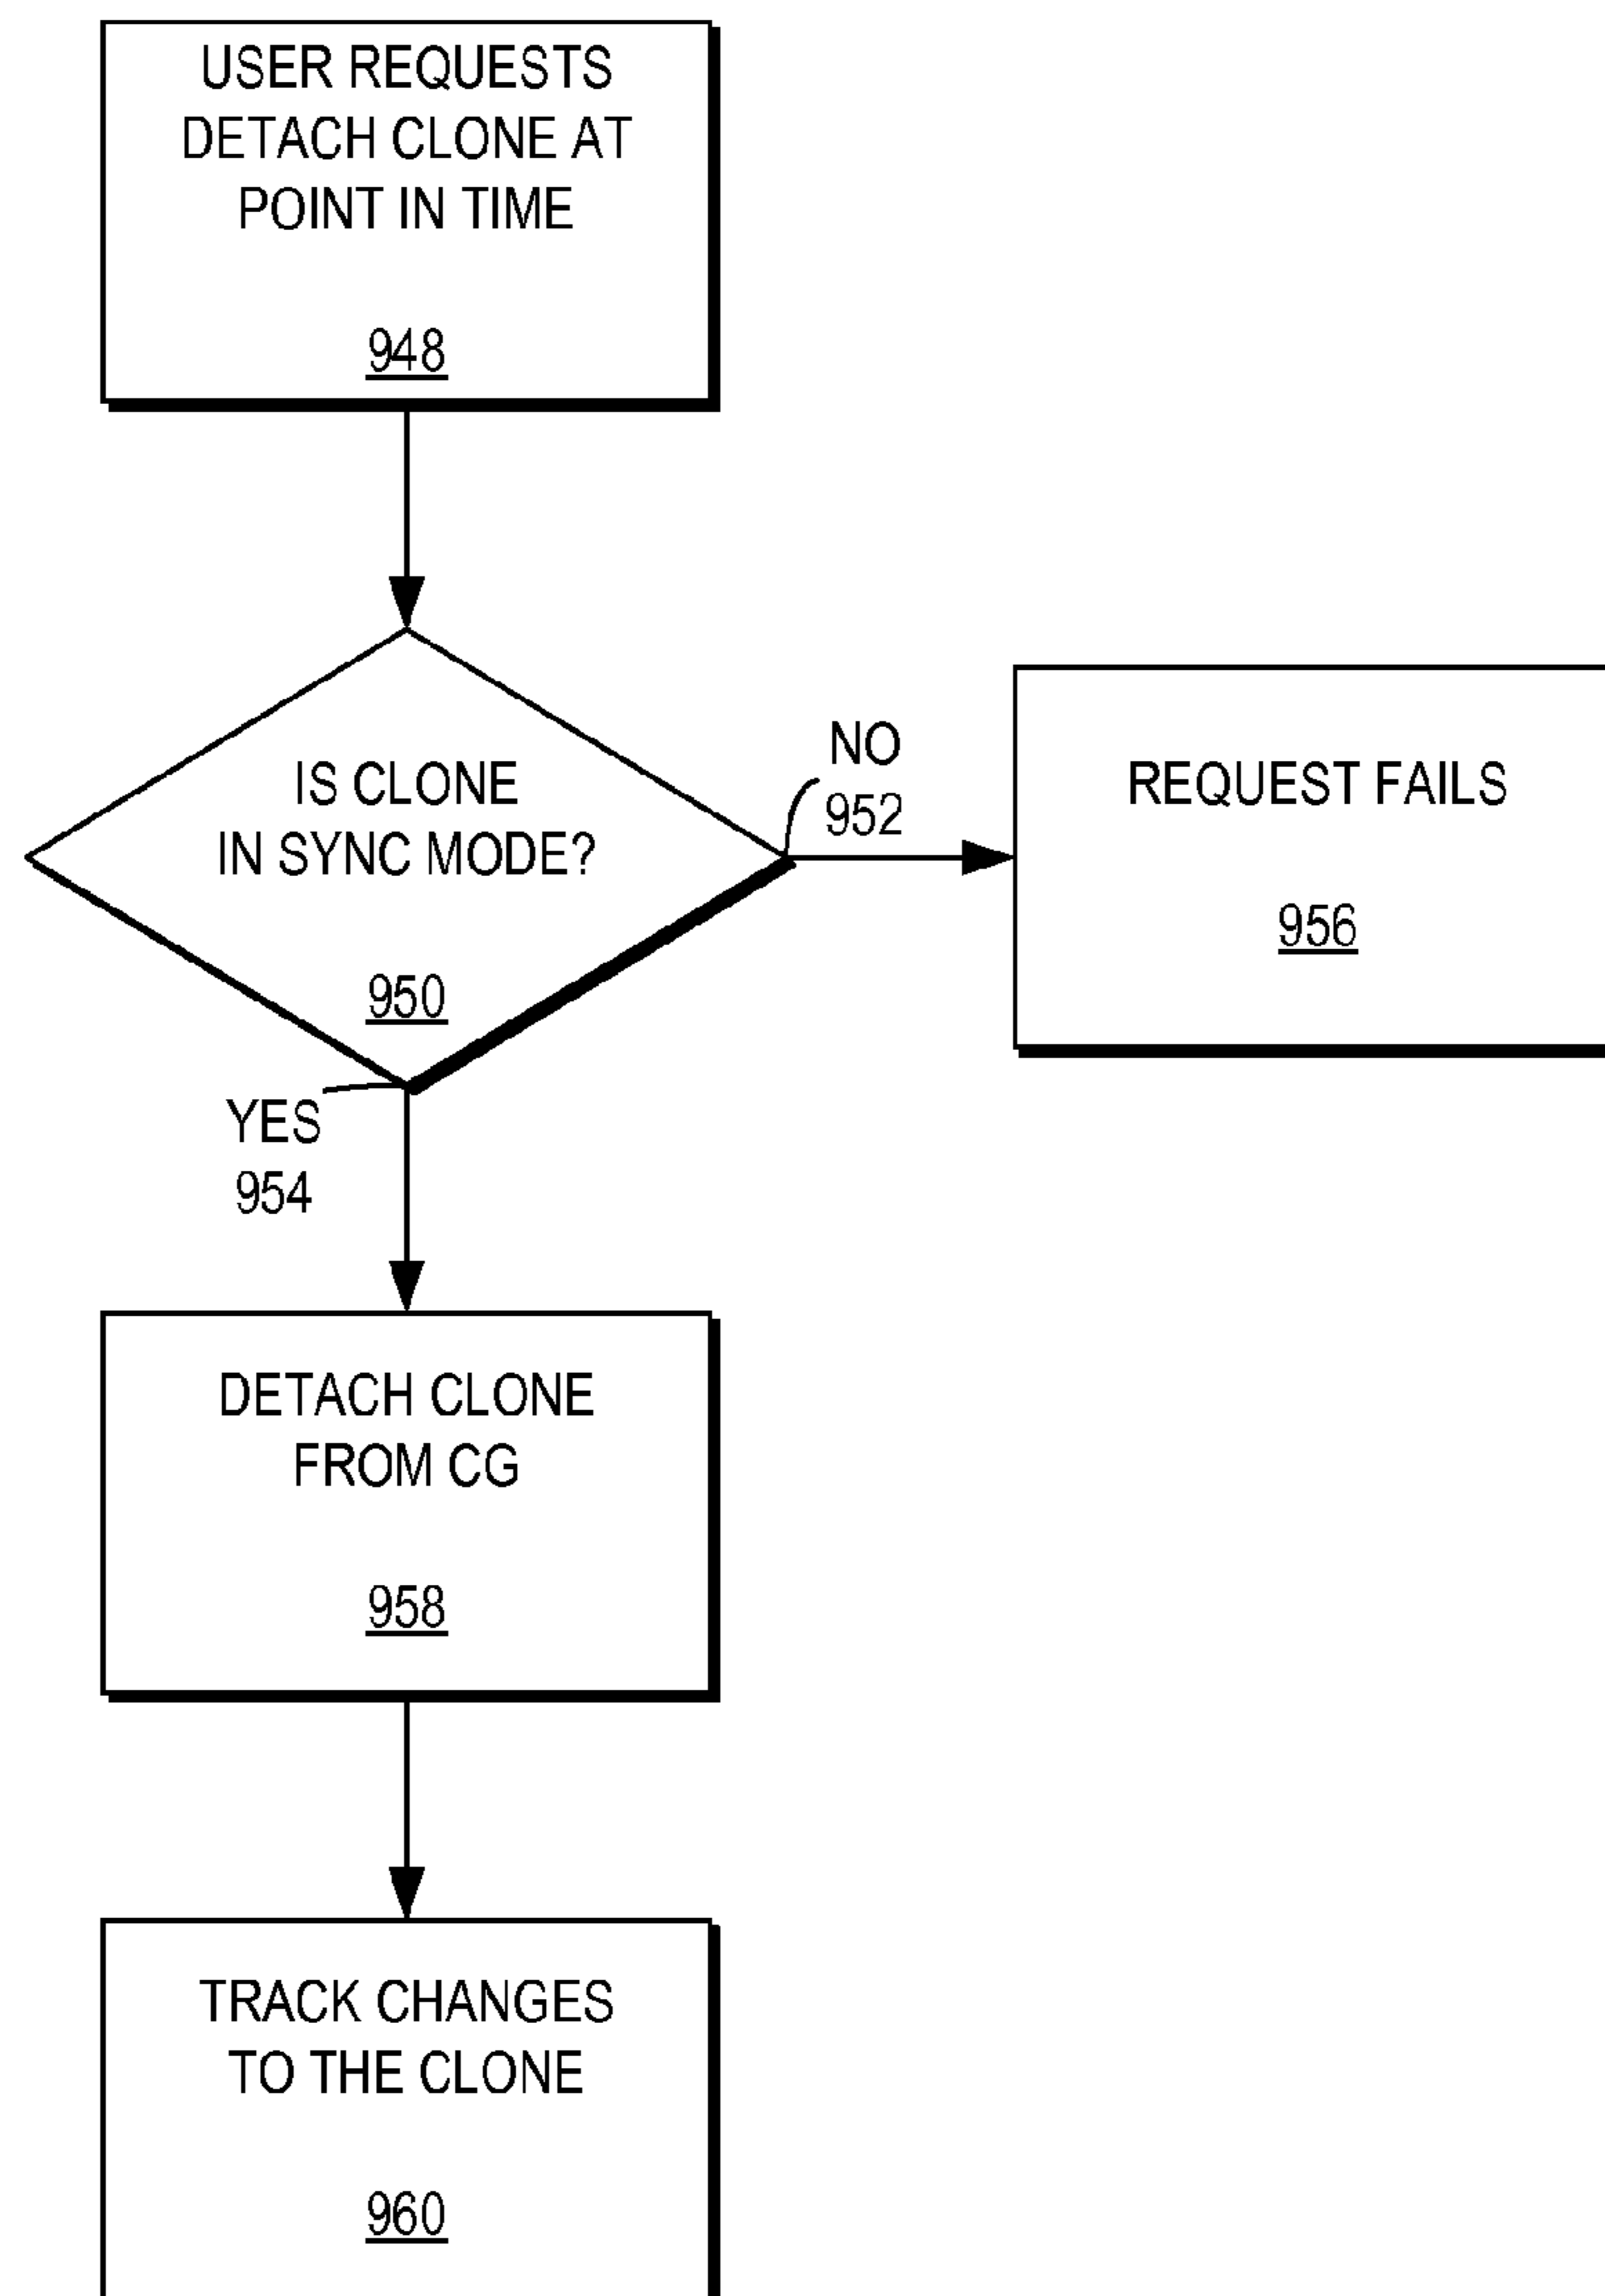 USER REQUESTS
DETACH CLONE AT
POINT IN TIME
948
IS CLONE
IN SYNC MODE?
950
NO
952
REQUEST FAILS
956
YES
954
DETACH CLONE
FROM CG
958
TRACK CHANGES
TO THE CLONE
960